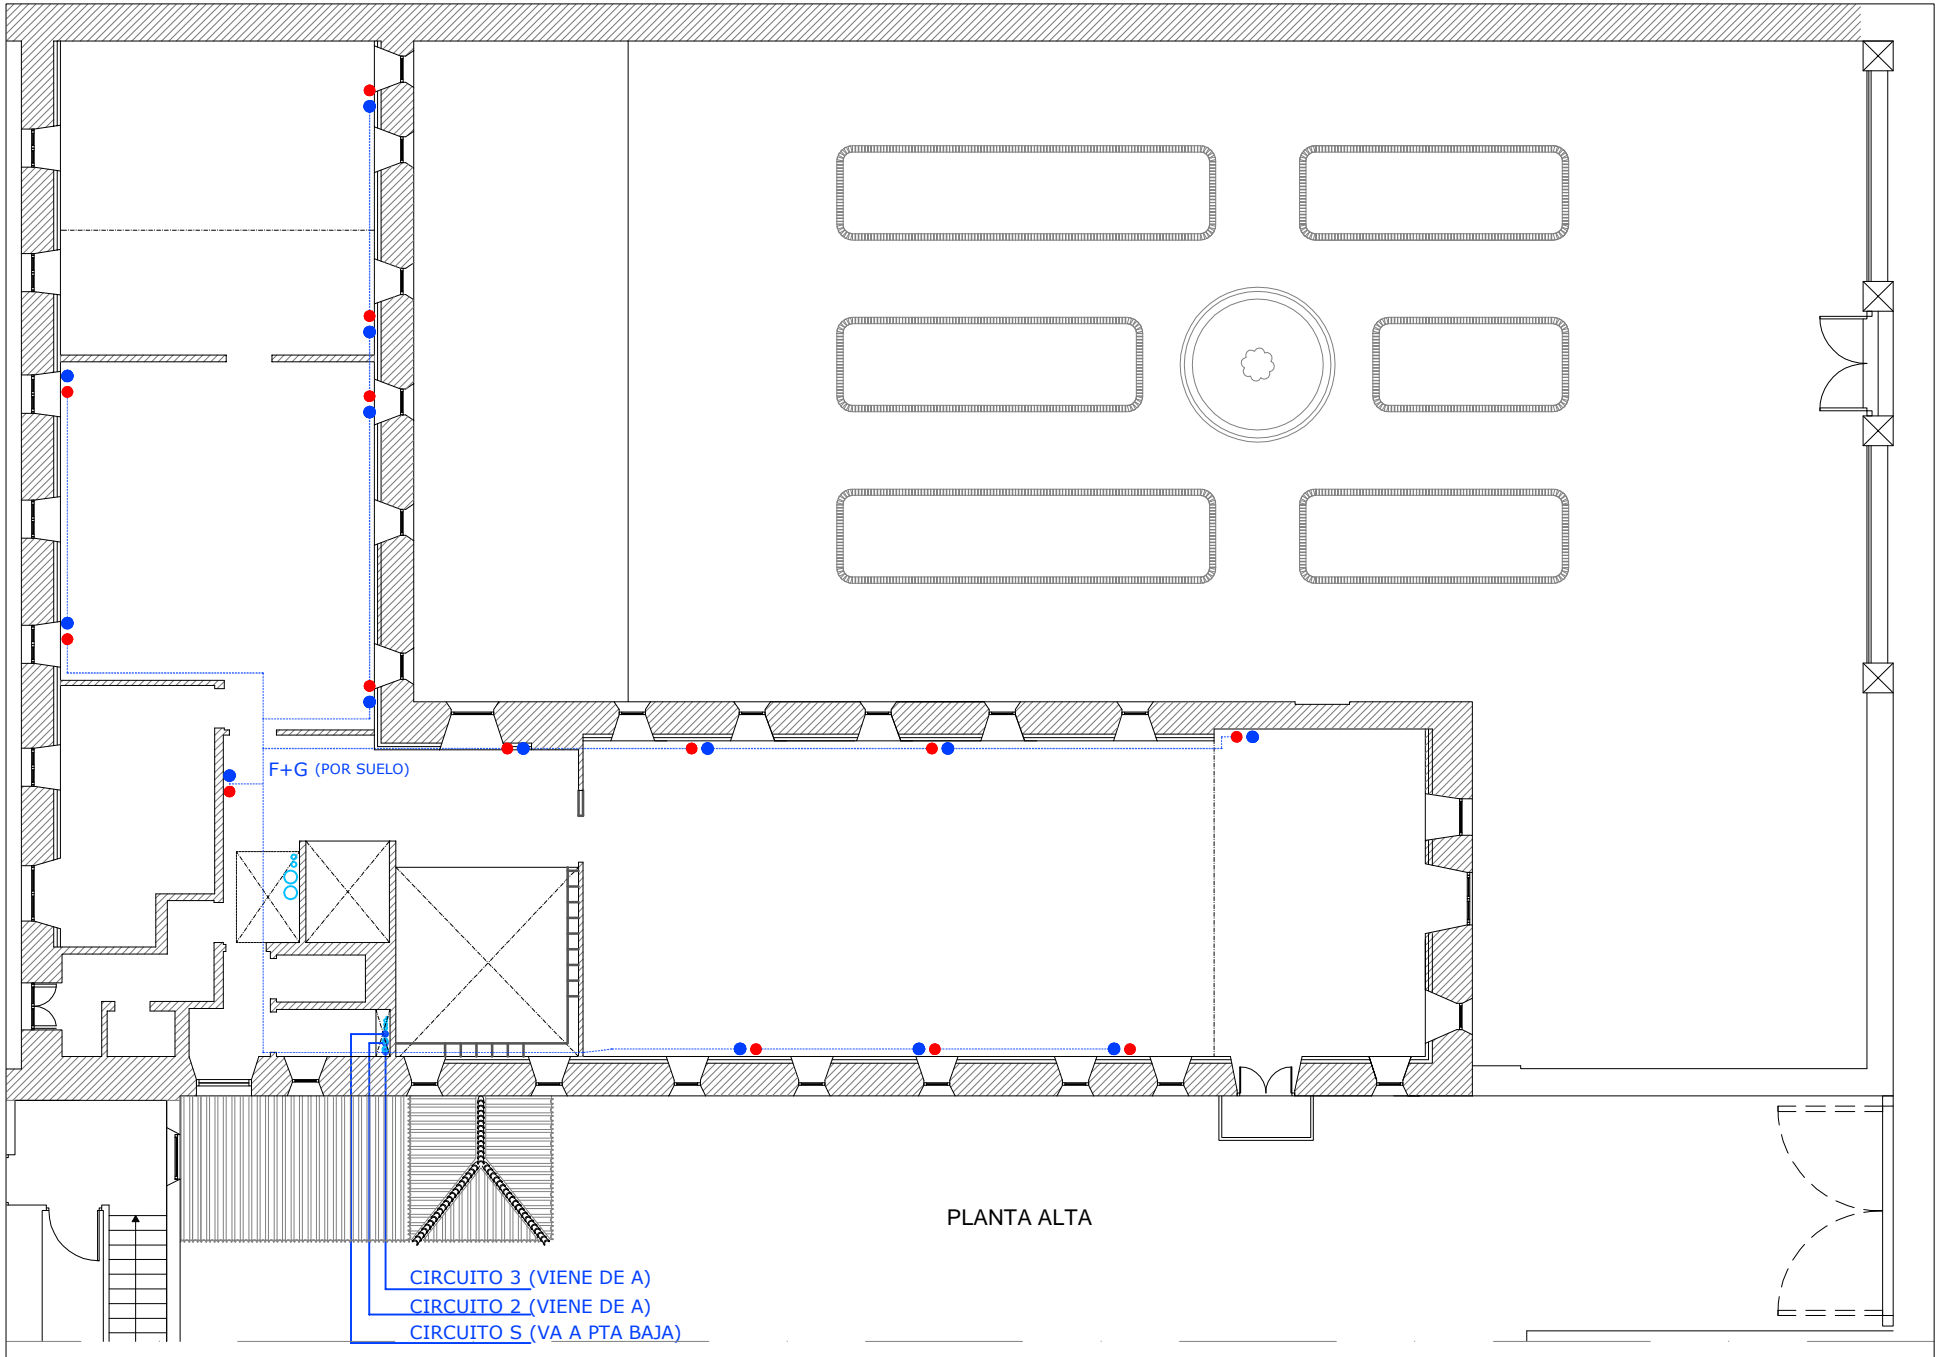 F+G (POR SUELO)
PLANTA ALTA
CIRCUITO 3 (VIENE DE A)
CIRCUITO 2 (VIENE DE A)
CIRCUITO S (VA A PTA BAJA)